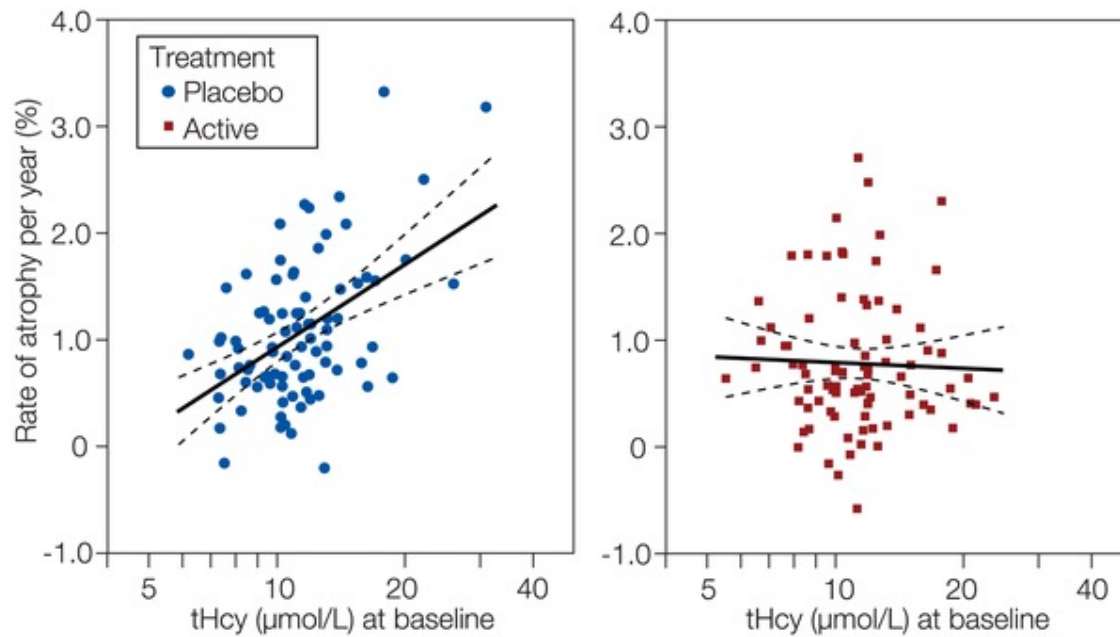 4.0
3.0
2.0
1.0
0
-1.0
Rate of atrophy per year (%)
Treatment
Placebo
Active
5 10 20 40
tHcy (μmol/L) at baseline
4.0
3.0
2.0
1.0
0
-1.0
5 10 20 40
tHcy (μmol/L) at baseline